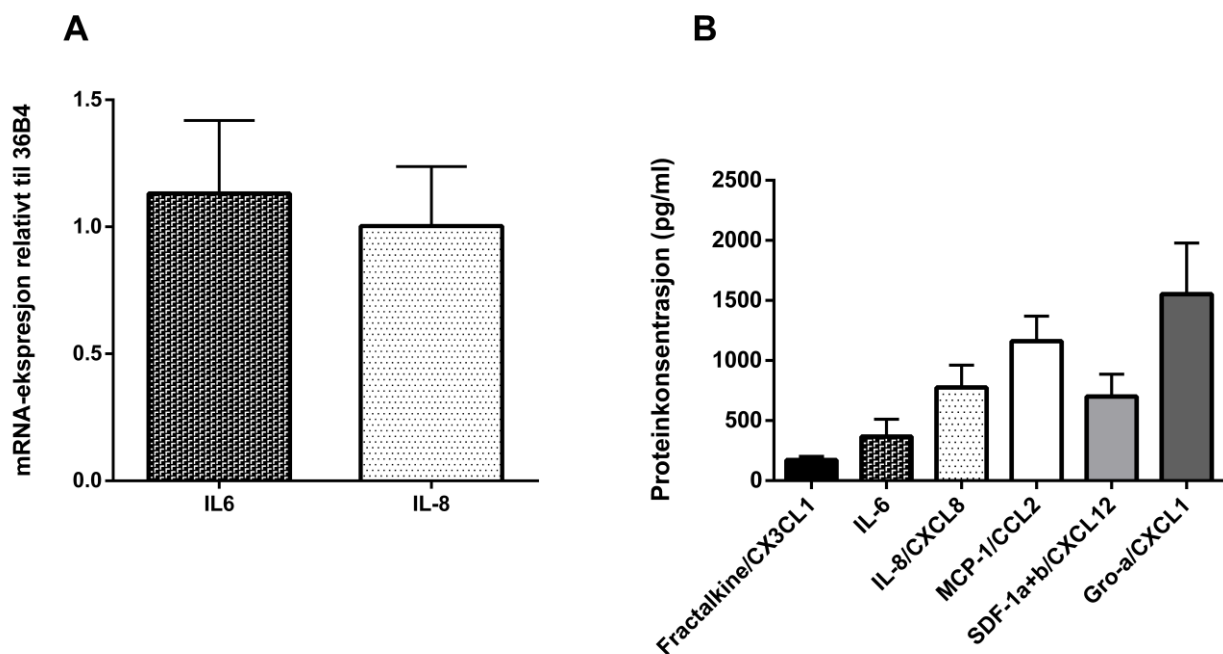 A
mRNA-ekspresjon relativt til 36B4
1.5
1.0
0.5
0.0
IL6
IL-8
B
Proteinkonsentrasjon (pg/ml)
2500
2000
1500
1000
500
0
Fractalkine/CX3CL1
IL-6
IL-8/CXCL8
MCP-1/CCL2
SDF-1a+b/CXCL12
Gro-a/CXCL1